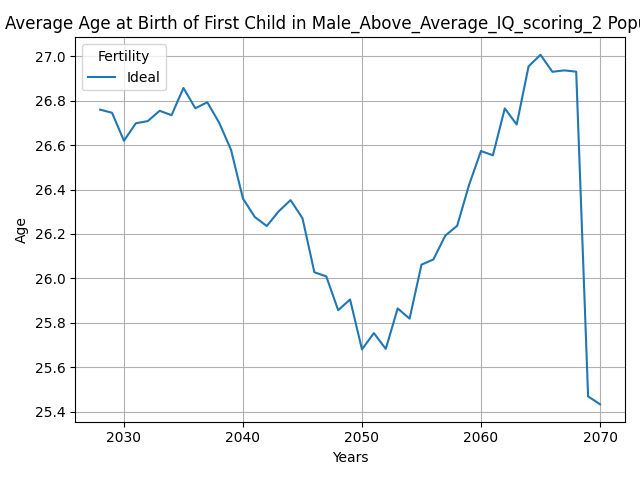 Average Age at Birth of First Child in Male_Above_Average_IQ_scoring_2
Fertility
Ideal
27.0
26.8
26.6
26.4
26.2
26.0
25.8
25.6
25.4
Age
2030 2040 2050 2060 2070
Years